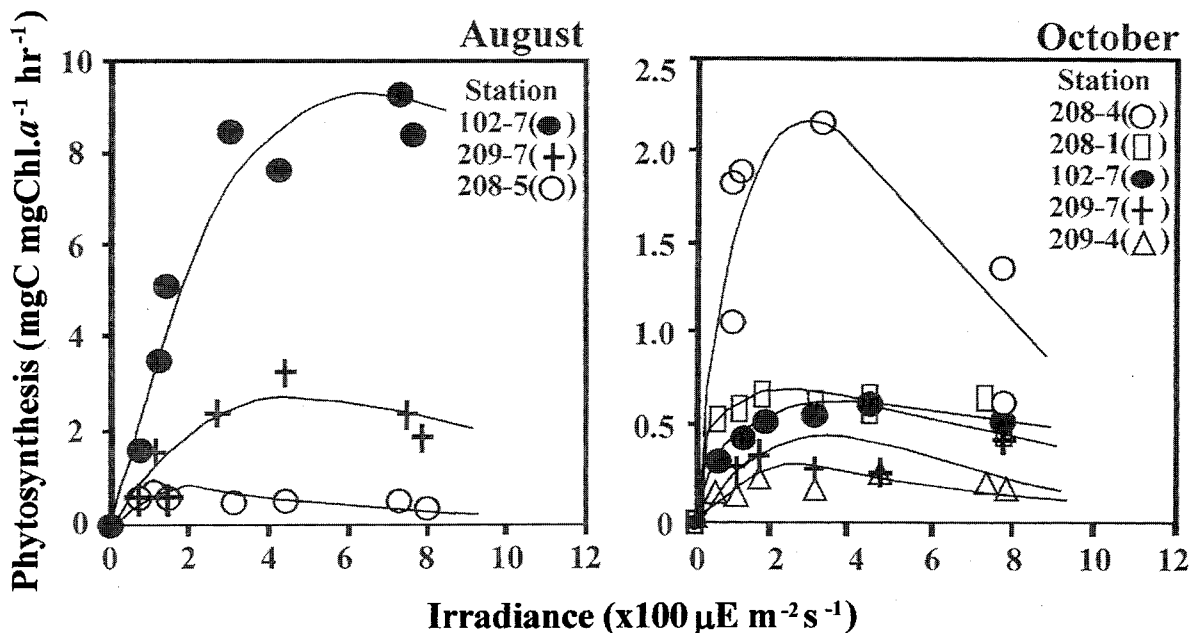 August
October
Phytosynthesis (mgC mgChl.a⁻¹ hr⁻¹)
10
8
6
4
2
0
Station
102-7(●)
209-7(+)
208-5(○)
0 2 4 6 8 10 12
2.5
2.0
1.5
1.0
0.5
0
Station
208-4(○)
208-1(▯)
102-7(●)
209-7(+)
209-4(△)
0 2 4 6 8 10 12
Irradiance (x100 µE m⁻² s⁻¹)